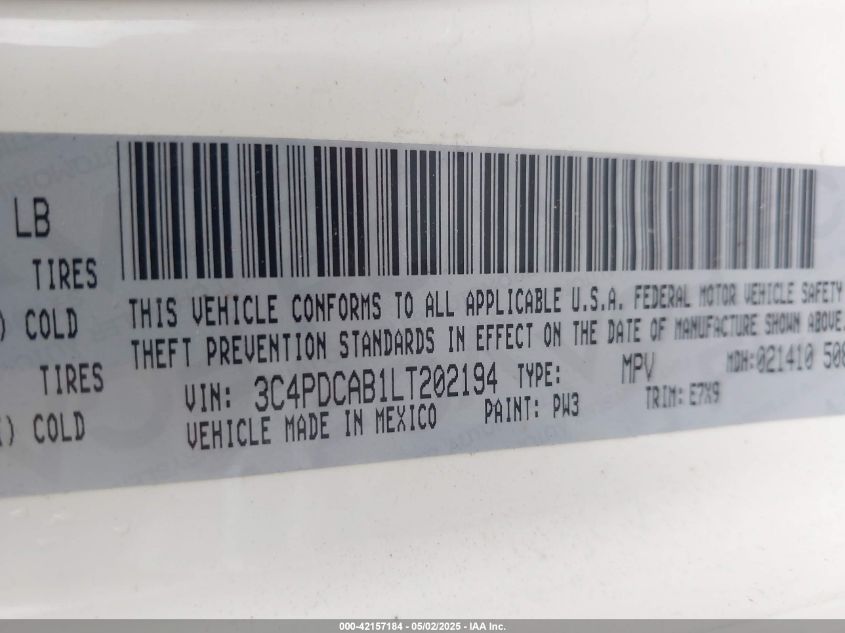 LB
TIRES
) COLD
TIRES
) COLD
THIS VEHICLE CONFORMS TO ALL APPLICABLE U.S.A. FEDERAL MOTOR VEHICLE SAFETY
THEFT PREVENTION STANDARDS IN EFFECT ON THE DATE OF MANUFACTURE SHOWN ABOVE.
VIN: 3C4PDCAB1LT202194 TYPE: MPV MDH:021410 508
VEHICLE MADE IN MEXICO PAINT: PW3 TRIM: E7X9
000-42157184 - 05/02/2025 - IAA Inc.